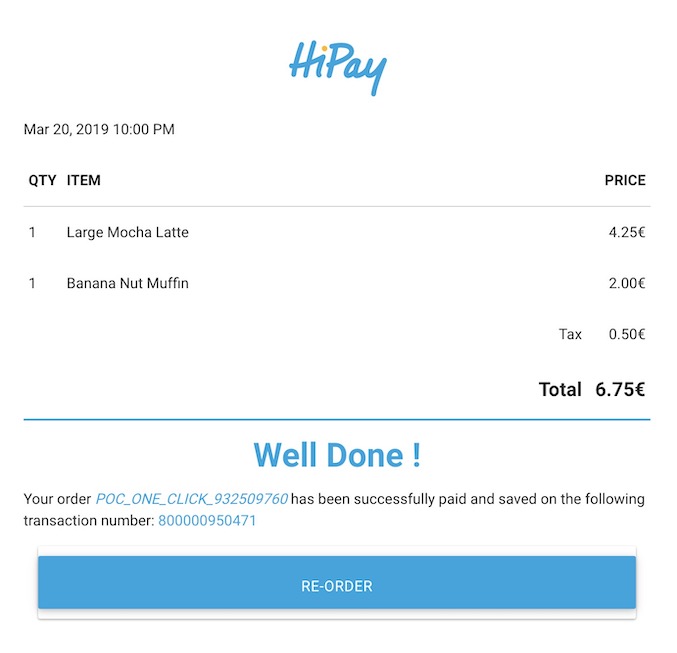 HiPay
Mar 20, 2019 10:00 PM
QTY ITEM PRICE
1 Large Mocha Latte 4.25€
1 Banana Nut Muffin 2.00€
Tax 0.50€
Total 6.75€
Well Done !
Your order POC_ONE_CLICK_932509760 has been successfully paid and saved on the following
transaction number: 800000950471
RE-ORDER